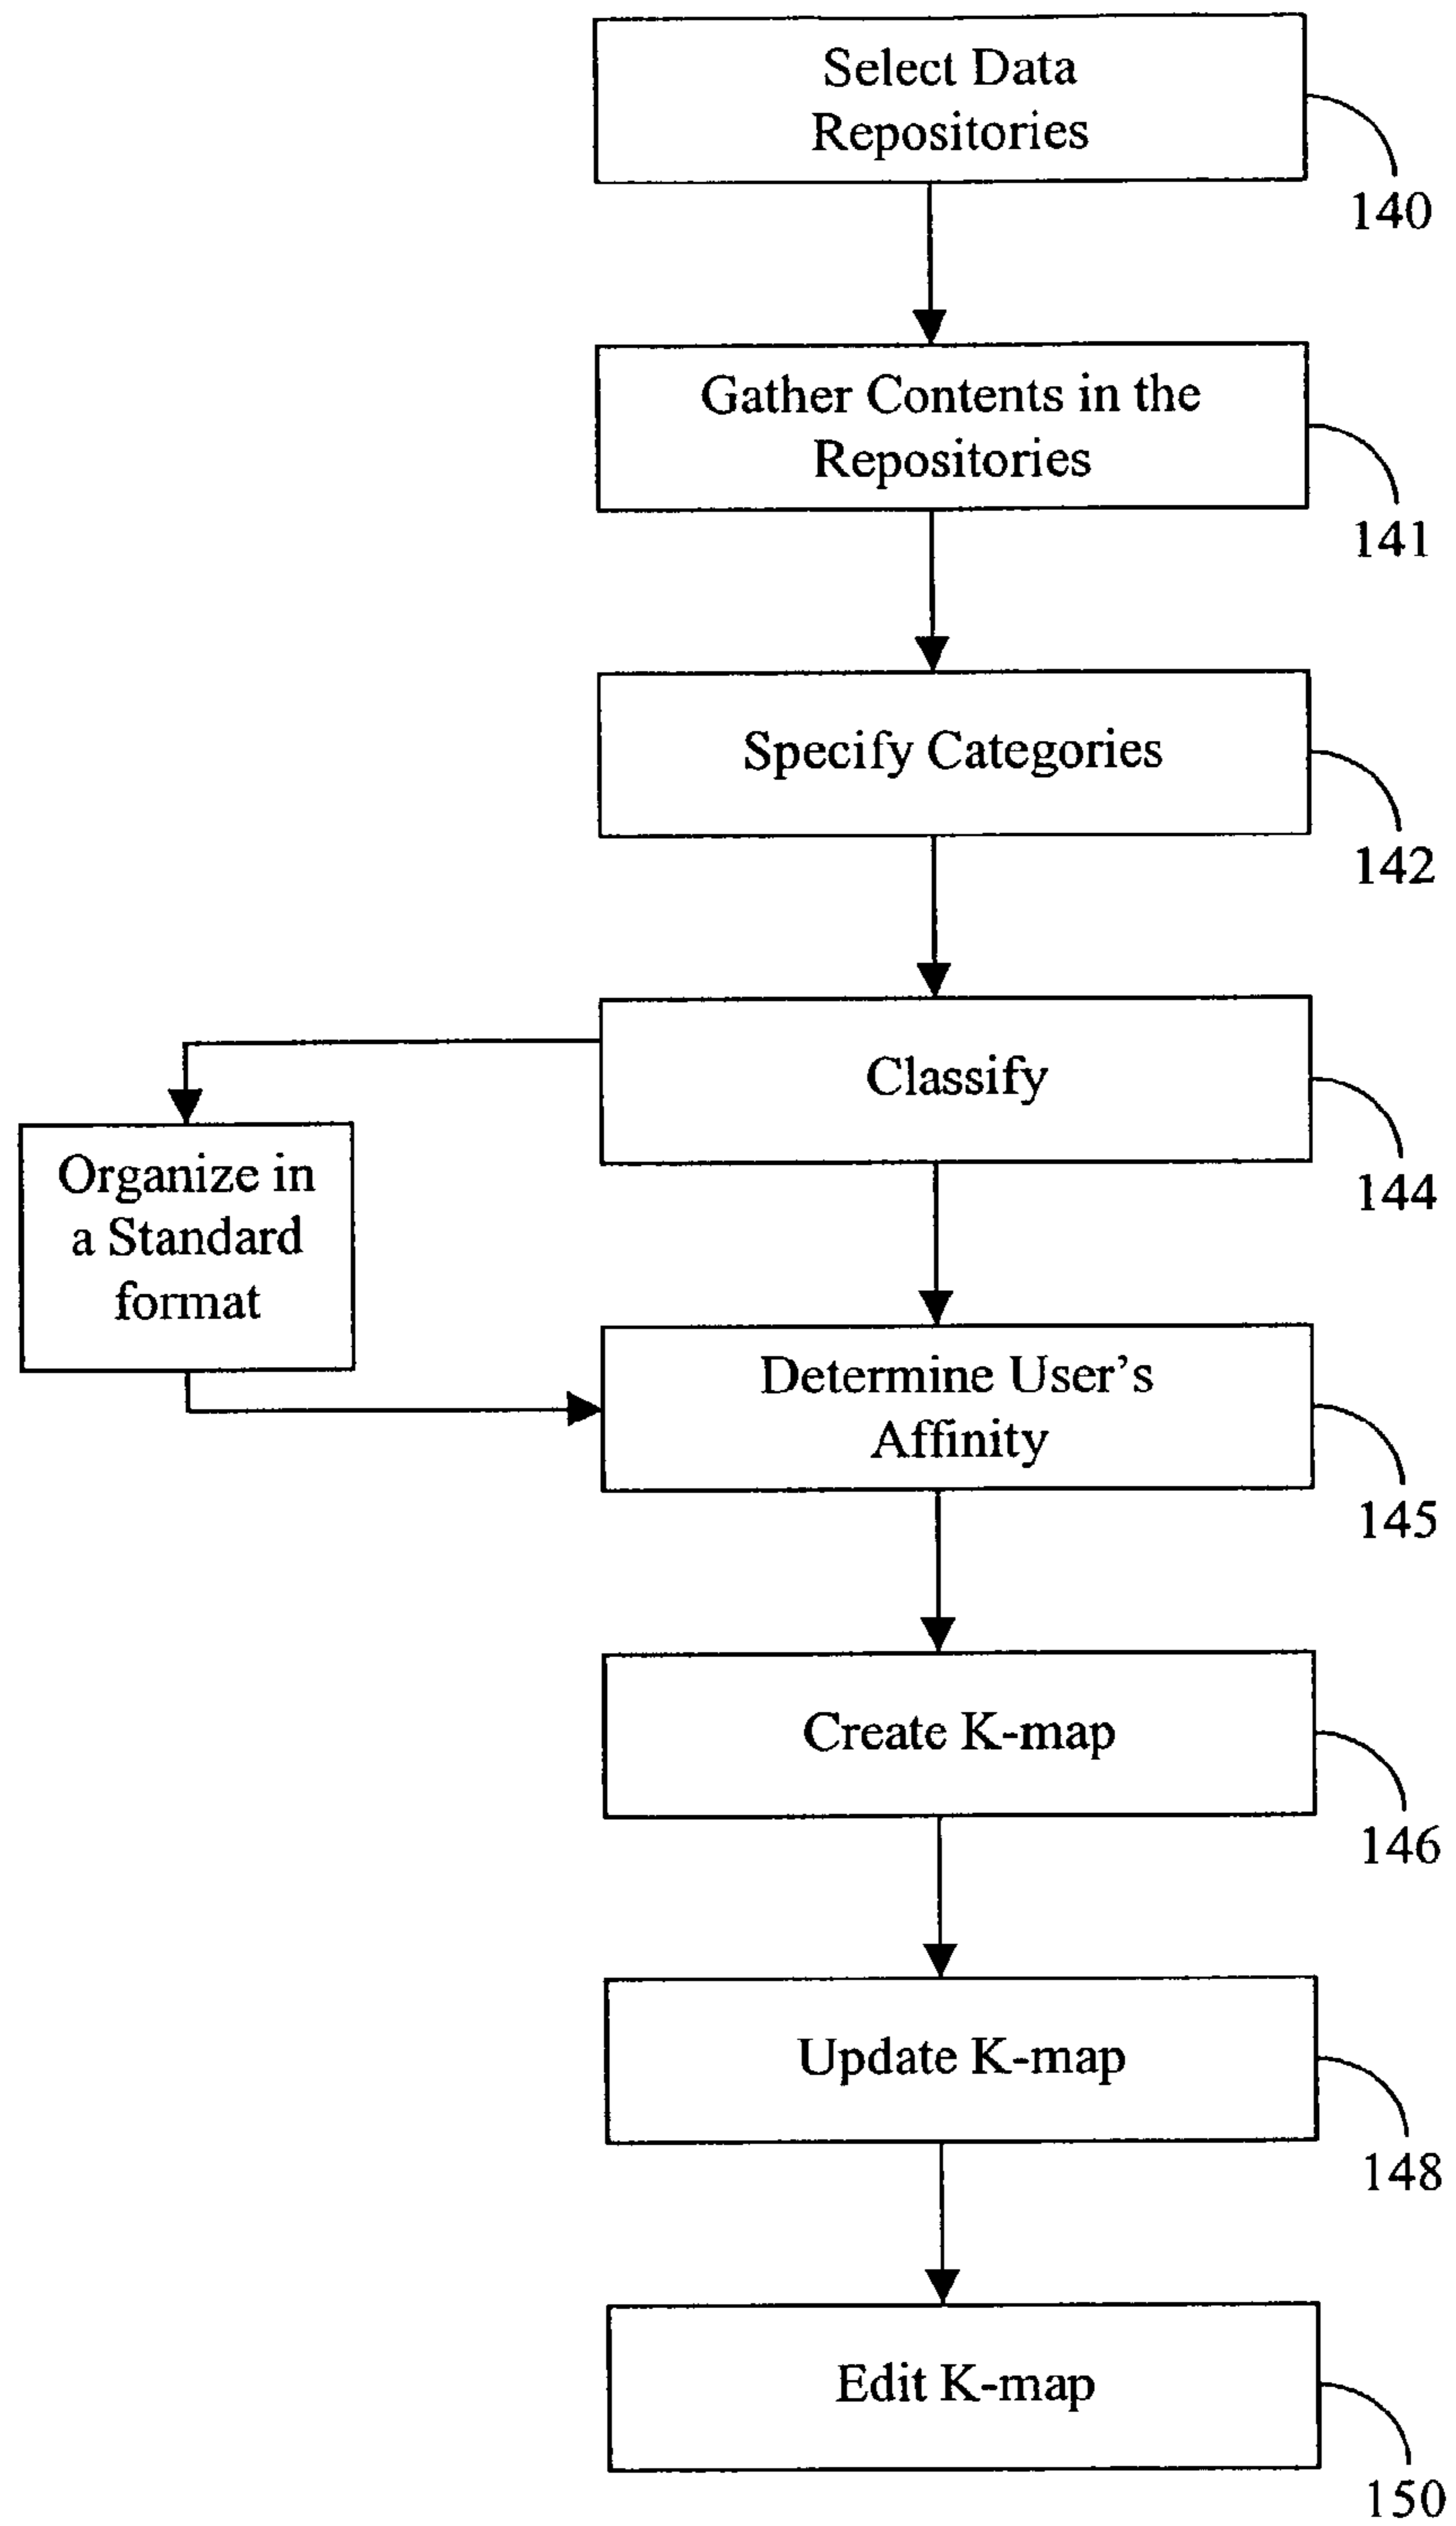 Select Data
Repositories
140
Gather Contents in the
Repositories
141
Specify Categories
142
Classify
144
Organize in
a Standard
format
Determine User's
Affinity
145
Create K-map
146
Update K-map
148
Edit K-map
150